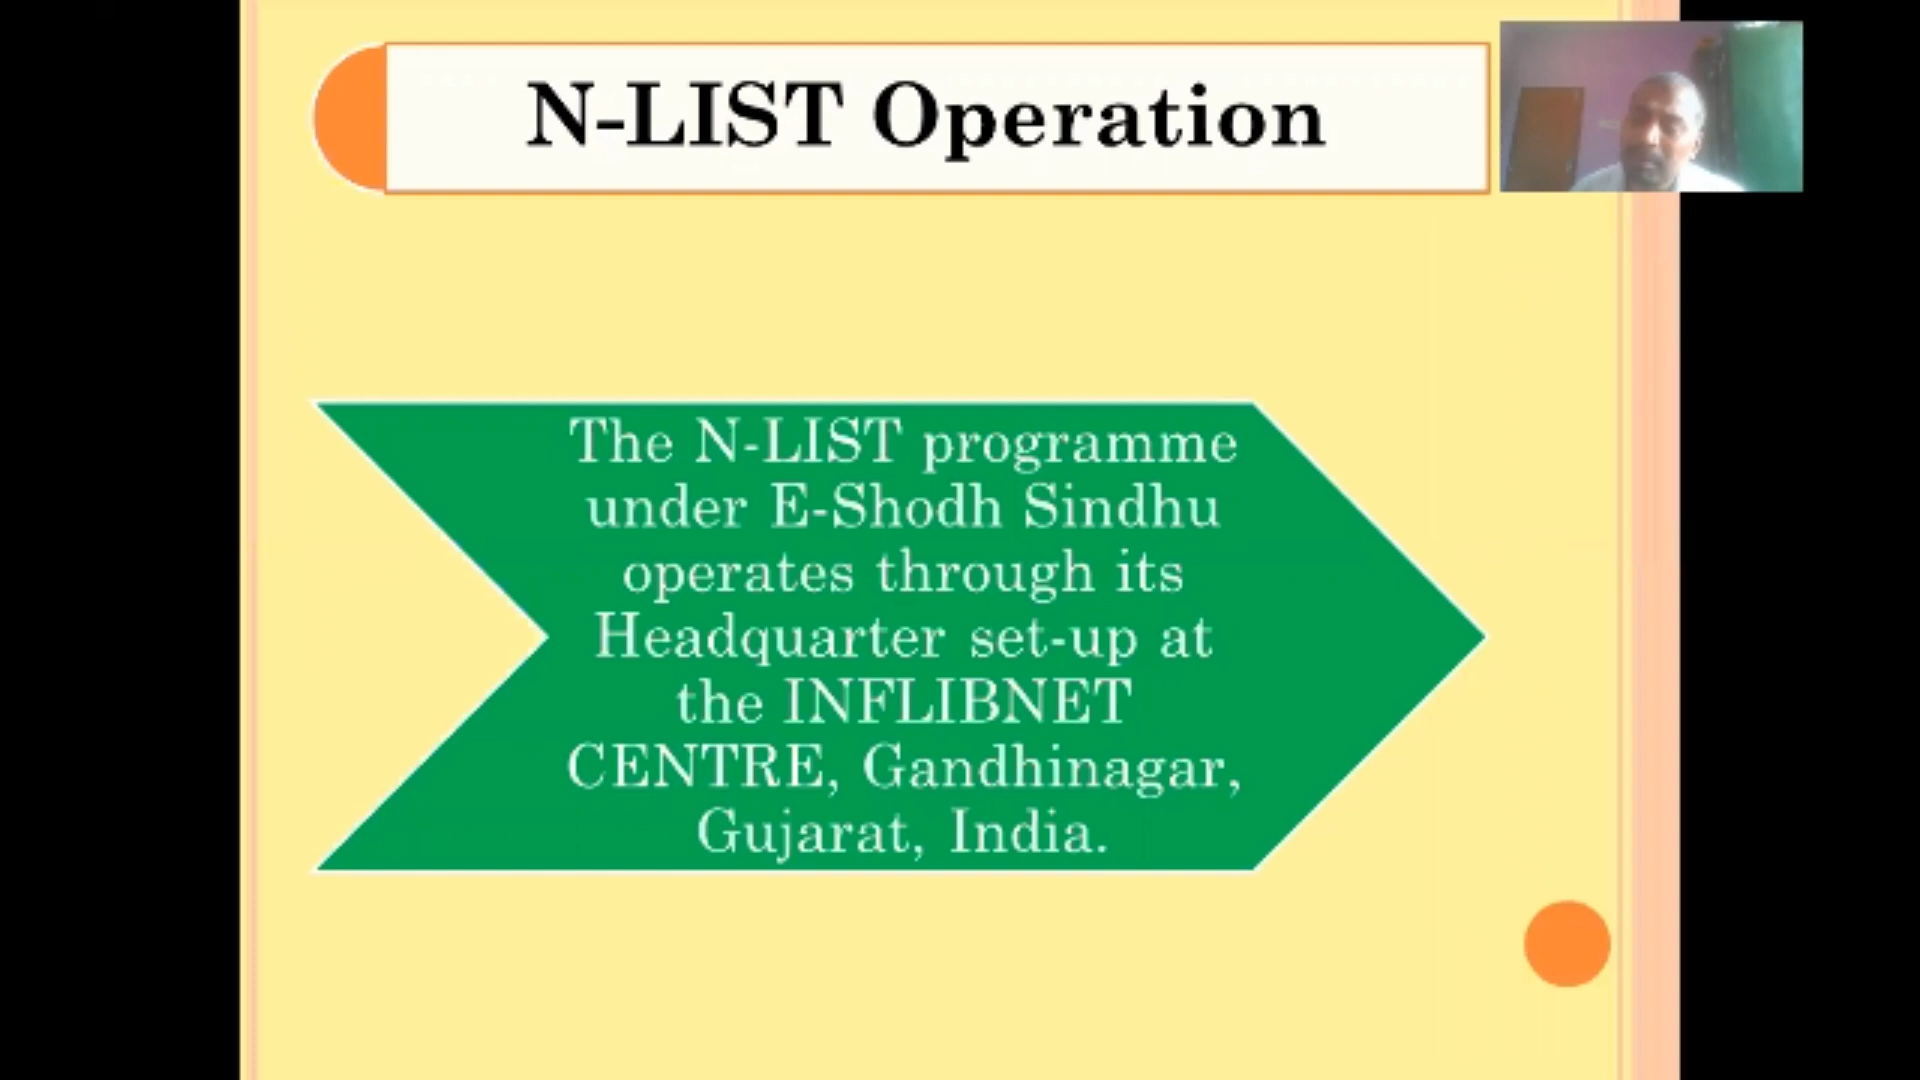 N-LIST Operation
The N-LIST programme
under E-Shodh Sindhu
operates through its
Headquarter set-up at
the INFLIBNET
CENTRE, Gandhinagar,
Gujarat, India.